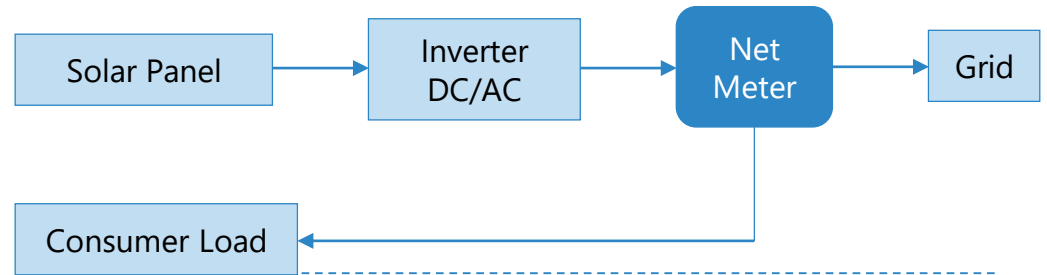 Solar Panel
Inverter
DC/AC
Net
Meter
Grid
Consumer Load